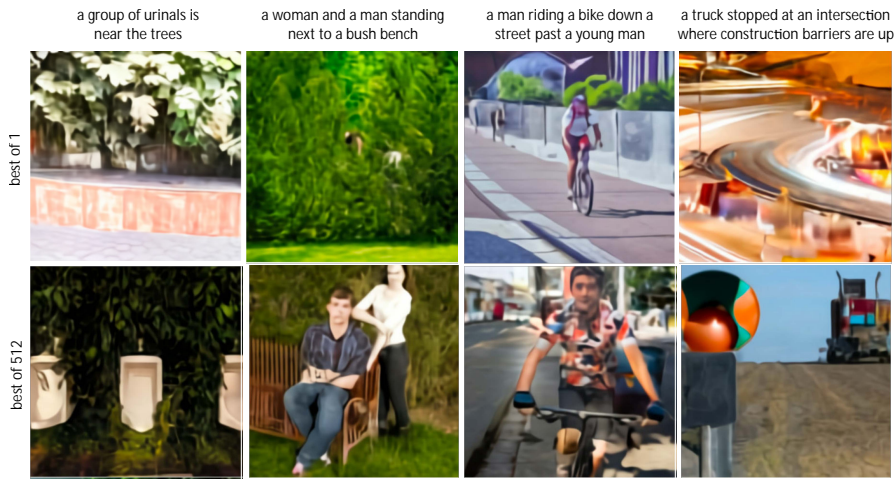 a group of urinals is
near the trees
a woman and a man standing
next to a bush bench
a man riding a bike down a
street past a young man
a truck stopped at an intersection
where construction barriers are up
best of 1
best of 512